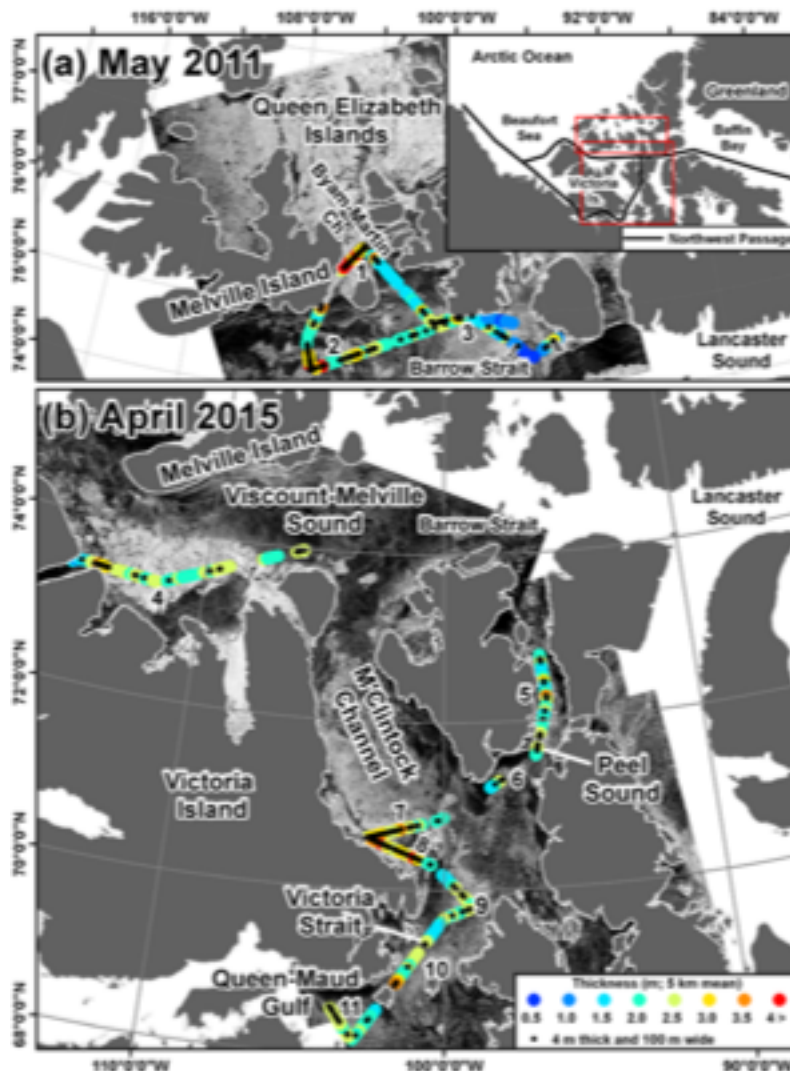 116°0'0"W 108°0'0"W 100°0'0"W 92°0'0"W 84°0'0"W
(a) May 2011
Arctic Ocean
Greenland
Beaufort
Sea
Baffin
Bay
Victoria
Northwest Passage
77°0'0"N
76°0'0"N
75°0'0"N
74°0'0"N
Queen Elizabeth
Islands
Byam-Martin
Ch.
Melville Island
1
2
3
Barrow Strait
Lancaster
Sound
(b) April 2015
Melville Island
Viscount-Melville
Sound
Barrow Strait
Lancaster
Sound
74°0'0"N
72°0'0"N
70°0'0"N
68°0'0"N
4
5
M'Clintock
Channel
Peel
Sound
6
Victoria
Island
7
8
9
Victoria
Strait
10
Queen-Maud
Gulf
11
Thickness (m; 5 km mean)
0.5 1.0 1.5 2.0 2.5 3.0 3.5 4 >
4 m thick and 100 m wide
110°0'0"W 100°0'0"W 90°0'0"W